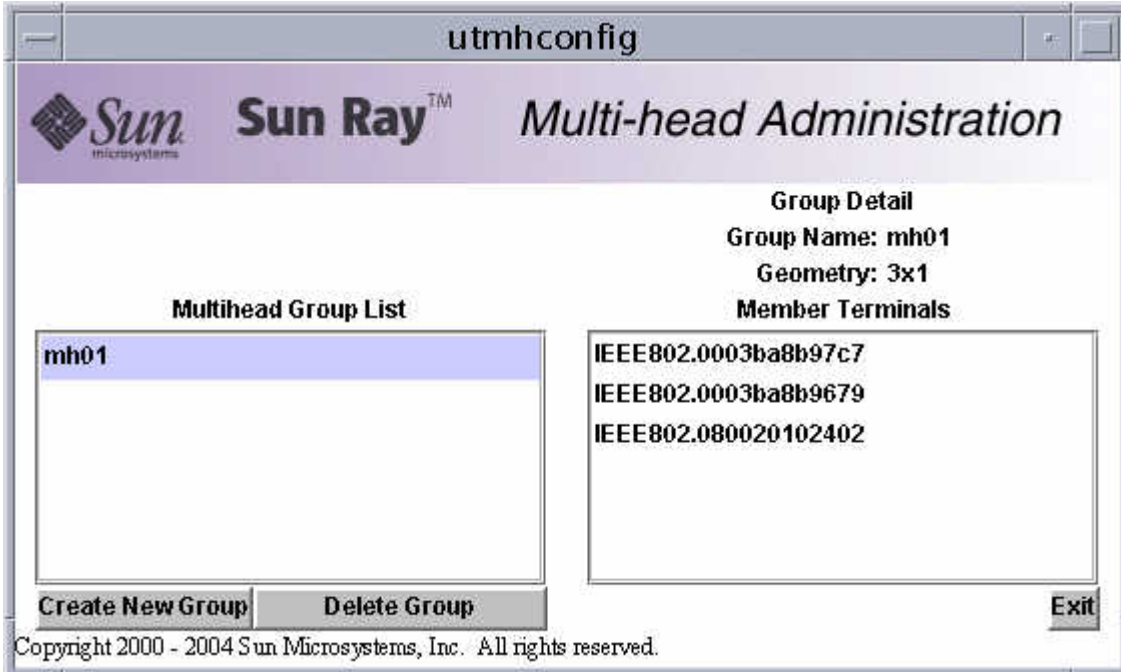 utmhconfig
Sun microsystems Sun Ray™ Multi-head Administration
Group Detail
Group Name: mh01
Geometry: 3x1
Multihead Group List
mh01
Member Terminals
IEEE802.0003ba8b97c7
IEEE802.0003ba8b9679
IEEE802.080020102402
Create New Group Delete Group Exit
Copyright 2000 - 2004 Sun Microsystems, Inc. All rights reserved.